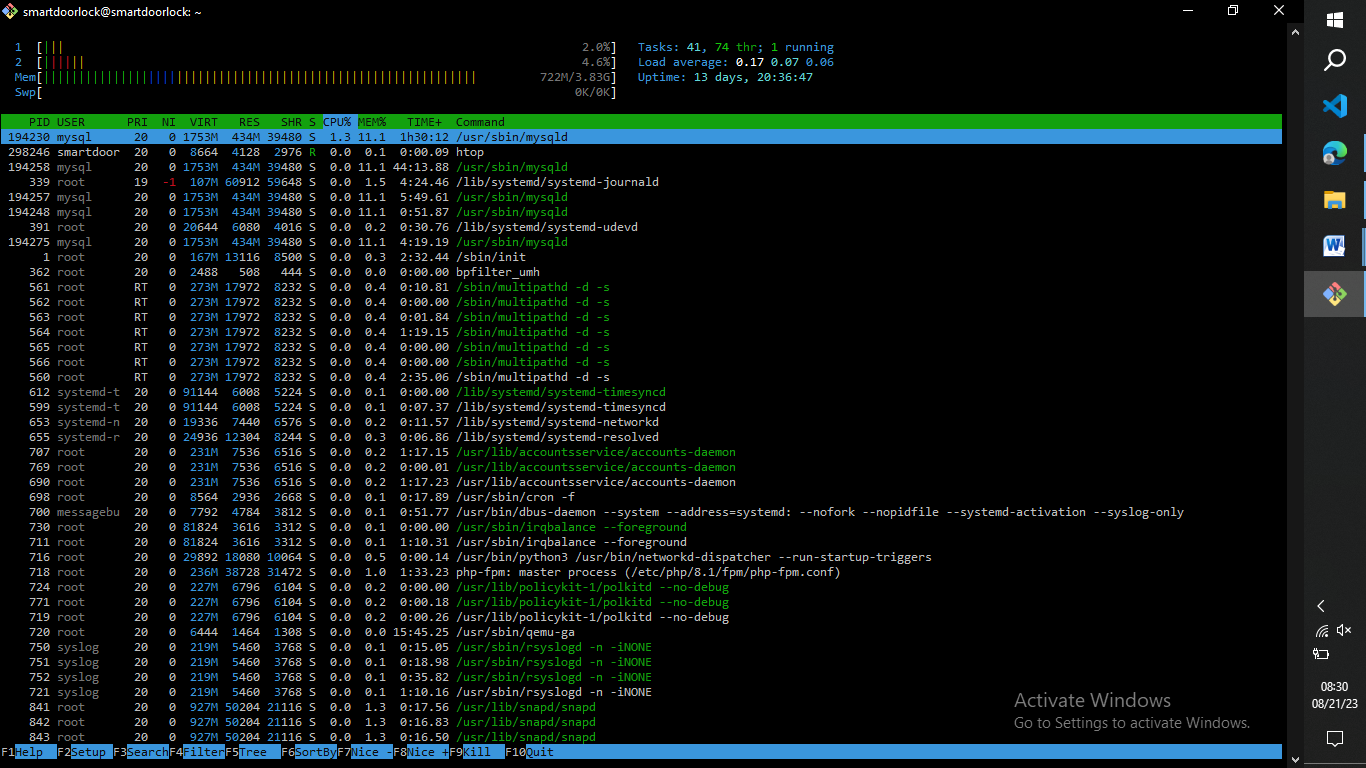 smartdoorlock@smartdoorlock: ~
1 [||| 2.0%] Tasks: 41, 74 thr; 1 running
2 [|||||| 4.6%] Load average: 0.17 0.07 0.06
Mem[||||||||||||||||||||||||||||||||||||||||||||||||||||||||||||||| 722M/3.83G] Uptime: 13 days, 20:36:47
Swp[ 0K/0K]
PID USER PRI NI VIRT RES SHR S CPU% MEM% TIME+ Command
194230 mysql 20 0 1753M 434M 39480 S 1.3 11.1 1h30:12 /usr/sbin/mysqld
298246 smartdoor 20 0 8664 4128 2976 R 0.0 0.1 0:00.09 htop
194258 mysql 20 0 1753M 434M 39480 S 0.0 11.1 44:13.88 /usr/sbin/mysqld
339 root 19 -1 107M 60912 59648 S 0.0 1.5 4:24.46 /lib/systemd/systemd-journald
194257 mysql 20 0 1753M 434M 39480 S 0.0 11.1 5:49.61 /usr/sbin/mysqld
194248 mysql 20 0 1753M 434M 39480 S 0.0 11.1 0:51.87 /usr/sbin/mysqld
391 root 20 0 20644 6080 4016 S 0.0 0.2 0:30.76 /lib/systemd/systemd-udevd
194275 mysql 20 0 1753M 434M 39480 S 0.0 11.1 4:19.19 /usr/sbin/mysqld
1 root 20 0 167M 13116 8500 S 0.0 0.3 2:32.44 /sbin/init
362 root 20 0 2488 508 444 S 0.0 0.0 0:00.00 bpfilter_umh
561 root RT 0 273M 17972 8232 S 0.0 0.4 0:10.81 /sbin/multipathd -d -s
562 root RT 0 273M 17972 8232 S 0.0 0.4 0:00.00 /sbin/multipathd -d -s
563 root RT 0 273M 17972 8232 S 0.0 0.4 0:01.84 /sbin/multipathd -d -s
564 root RT 0 273M 17972 8232 S 0.0 0.4 1:19.15 /sbin/multipathd -d -s
565 root RT 0 273M 17972 8232 S 0.0 0.4 0:00.00 /sbin/multipathd -d -s
566 root RT 0 273M 17972 8232 S 0.0 0.4 0:00.00 /sbin/multipathd -d -s
560 root RT 0 273M 17972 8232 S 0.0 0.4 2:35.06 /sbin/multipathd -d -s
612 systemd-t 20 0 91144 6008 5224 S 0.0 0.1 0:00.00 /lib/systemd/systemd-timesyncd
599 systemd-t 20 0 91144 6008 5224 S 0.0 0.1 0:07.37 /lib/systemd/systemd-timesyncd
653 systemd-n 20 0 19336 7440 6576 S 0.0 0.2 0:11.57 /lib/systemd/systemd-networkd
655 systemd-r 20 0 24936 12304 8244 S 0.0 0.3 0:06.86 /lib/systemd/systemd-resolved
707 root 20 0 231M 7536 6516 S 0.0 0.2 1:17.15 /usr/lib/accountsservice/accounts-daemon
769 root 20 0 231M 7536 6516 S 0.0 0.2 0:00.01 /usr/lib/accountsservice/accounts-daemon
690 root 20 0 231M 7536 6516 S 0.0 0.2 1:17.23 /usr/lib/accountsservice/accounts-daemon
698 root 20 0 8564 2936 2668 S 0.0 0.1 0:17.89 /usr/sbin/cron -f
700 messagebu 20 0 7792 4784 3812 S 0.0 0.1 0:51.77 /usr/bin/dbus-daemon --system --address=systemd: --nofork --nopidfile --systemd-activation --syslog-only
730 root 20 0 81824 3616 3312 S 0.0 0.1 0:00.00 /usr/sbin/irqbalance --foreground
711 root 20 0 81824 3616 3312 S 0.0 0.1 1:10.31 /usr/sbin/irqbalance --foreground
716 root 20 0 29892 18080 10064 S 0.0 0.5 0:00.14 /usr/bin/python3 /usr/bin/networkd-dispatcher --run-startup-triggers
718 root 20 0 236M 38728 31472 S 0.0 1.0 1:33.23 php-fpm: master process (/etc/php/8.1/fpm/php-fpm.conf)
724 root 20 0 227M 6796 6104 S 0.0 0.2 0:00.00 /usr/lib/policykit-1/polkitd --no-debug
771 root 20 0 227M 6796 6104 S 0.0 0.2 0:00.18 /usr/lib/policykit-1/polkitd --no-debug
719 root 20 0 227M 6796 6104 S 0.0 0.2 0:00.26 /usr/lib/policykit-1/polkitd --no-debug
720 root 20 0 6444 1464 1308 S 0.0 0.0 15:45.25 /usr/sbin/qemu-ga
750 syslog 20 0 219M 5460 3768 S 0.0 0.1 0:15.05 /usr/sbin/rsyslogd -n -iNONE
751 syslog 20 0 219M 5460 3768 S 0.0 0.1 0:18.98 /usr/sbin/rsyslogd -n -iNONE
752 syslog 20 0 219M 5460 3768 S 0.0 0.1 0:35.82 /usr/sbin/rsyslogd -n -iNONE
721 syslog 20 0 219M 5460 3768 S 0.0 0.1 1:10.16 /usr/sbin/rsyslogd -n -iNONE
841 root 20 0 927M 50204 21116 S 0.0 1.3 0:17.56 /usr/lib/snapd/snapd
842 root 20 0 927M 50204 21116 S 0.0 1.3 0:16.83 /usr/lib/snapd/snapd
843 root 20 0 927M 50204 21116 S 0.0 1.3 0:16.50 /usr/lib/snapd/snapd
F1Help F2Setup F3SearchF4FilterF5Tree F6SortByF7Nice -F8Nice +F9Kill F10Quit
Activate Windows
Go to Settings to activate Windows.
08:30
08/21/23